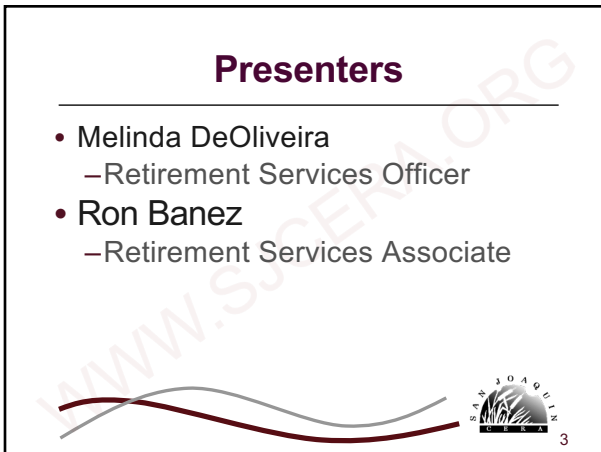 Presenters
• Melinda DeOliveira
–Retirement Services Officer
• Ron Banez
–Retirement Services Associate
WWW.SJCERA.ORG
SAN JOAQUIN
CERA
3